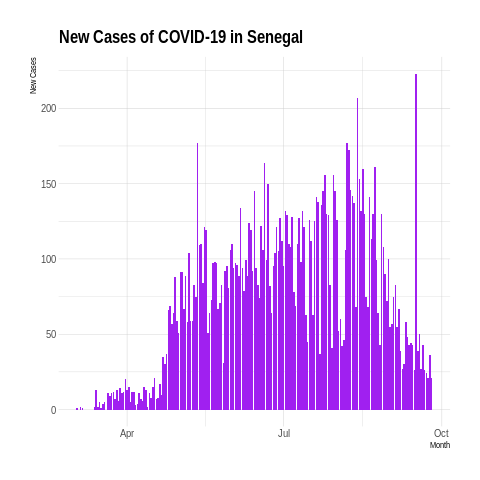 New Cases of COVID-19 in Senegal
New Cases
200
150
100
50
0
Apr
Jul
Oct
Month